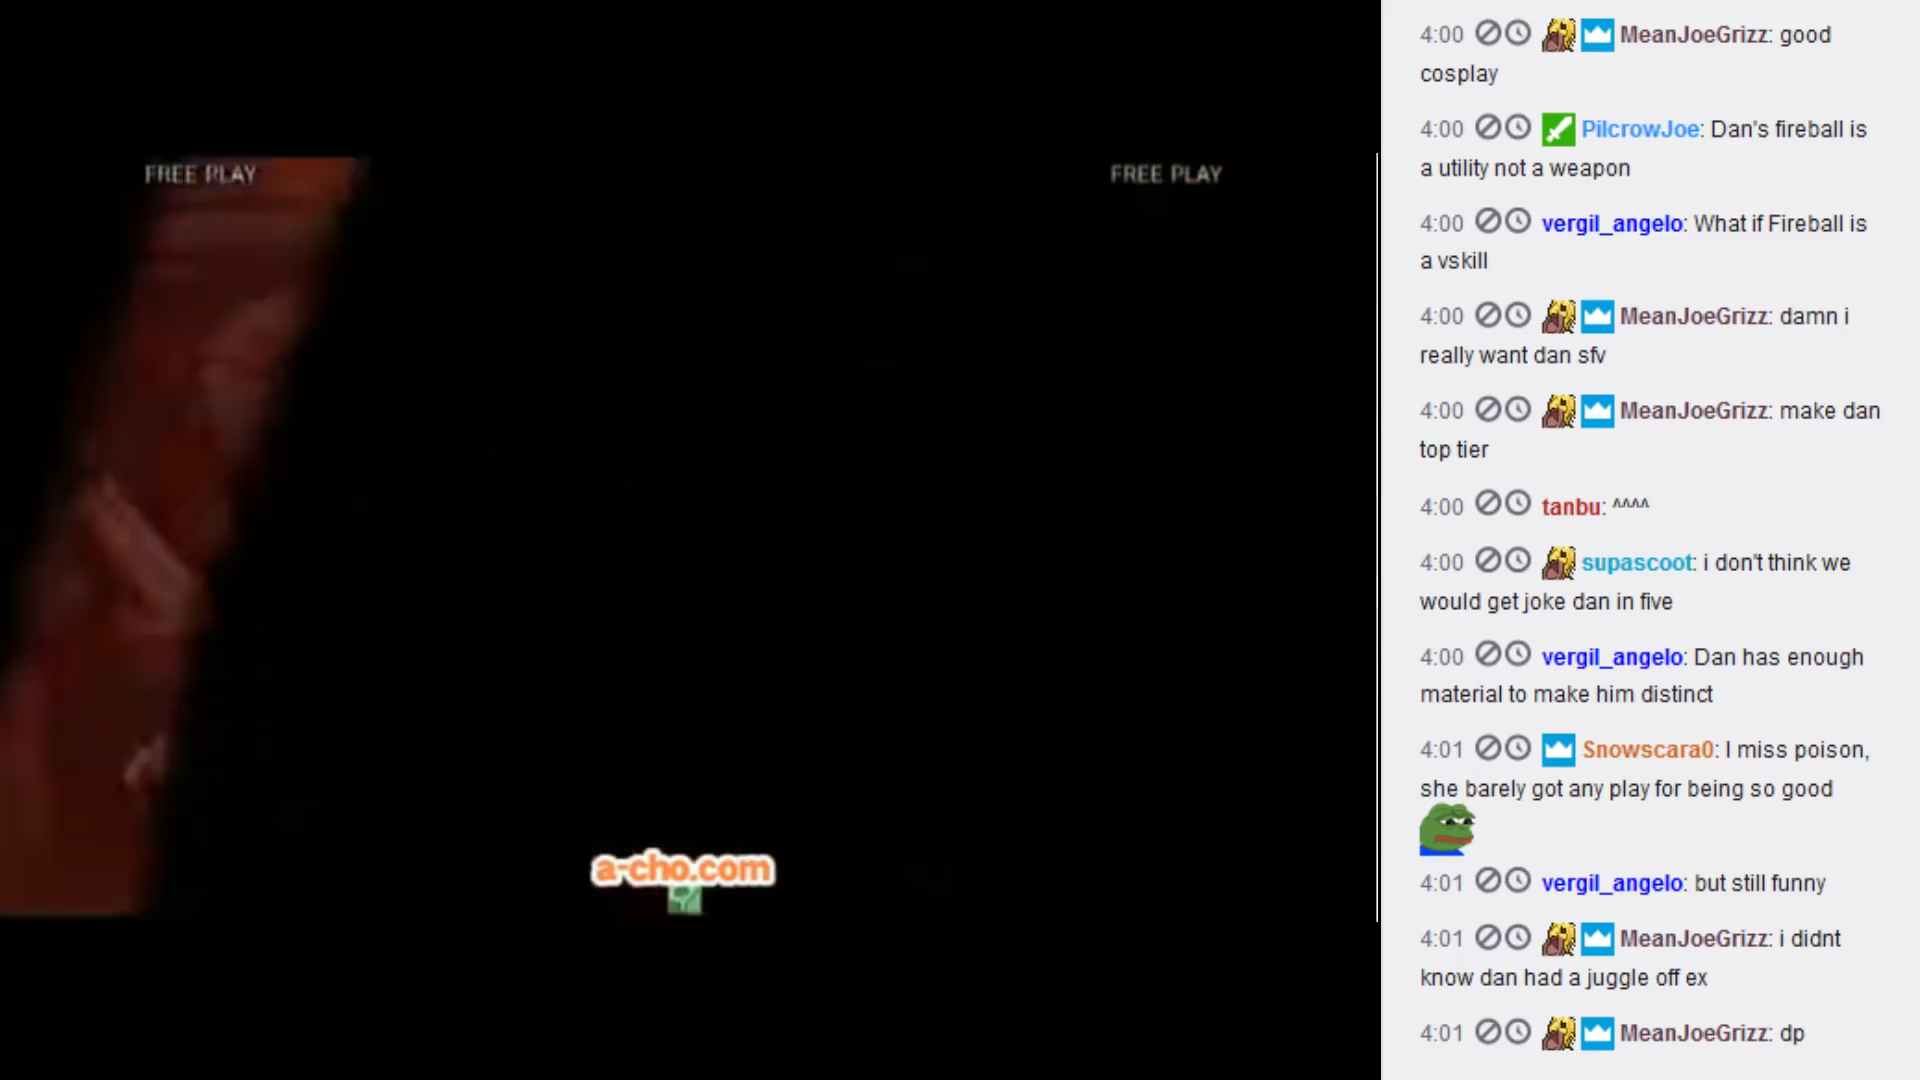 FREE PLAY
FREE PLAY
a-cho.com
4:00 MeanJoeGrizz: good
cosplay
4:00 PilcrowJoe: Dan's fireball is
a utility not a weapon
4:00 vergil_angelo: What if Fireball is
a vskill
4:00 MeanJoeGrizz: damn i
really want dan sfv
4:00 MeanJoeGrizz: make dan
top tier
4:00 tanbu: ^^^^
4:00 supascoot: i don't think we
would get joke dan in five
4:00 vergil_angelo: Dan has enough
material to make him distinct
4:01 Snowscara0: I miss poison,
she barely got any play for being so good
4:01 vergil_angelo: but still funny
4:01 MeanJoeGrizz: i didnt
know dan had a juggle off ex
4:01 MeanJoeGrizz: dp